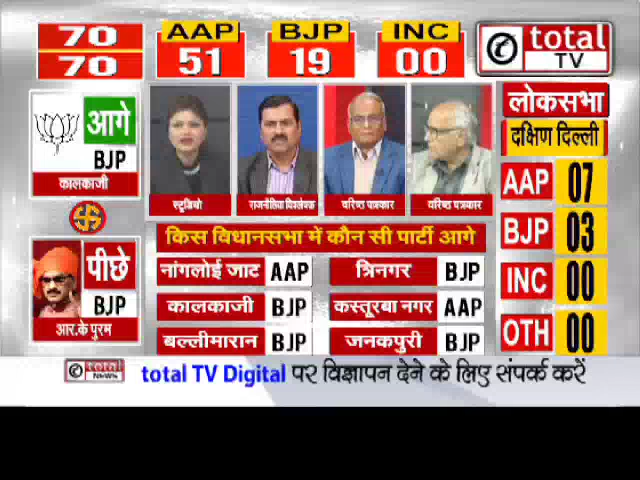 70
70
AAP
51
BJP
19
INC
00
total
TV
आगे
BJP
कालकाजी
स्टूडियो
राजनीतिक विश्लेषक
वरिष्ठ पत्रकार
वरिष्ठ पत्रकार
लोकसभा
दक्षिण दिल्ली
AAP 07
BJP 03
INC 00
OTH 00
पीछे
BJP
आर.के पुरम
किस विधानसभा में कौन सी पार्टी आगे
नांगलोई जाट AAP
त्रिनगर BJP
कालकाजी BJP
कस्तूरबा नगर AAP
बल्लीमारान BJP
जनकपुरी BJP
total
NEWS
total TV Digital पर विज्ञापन देने के लिए संपर्क करें